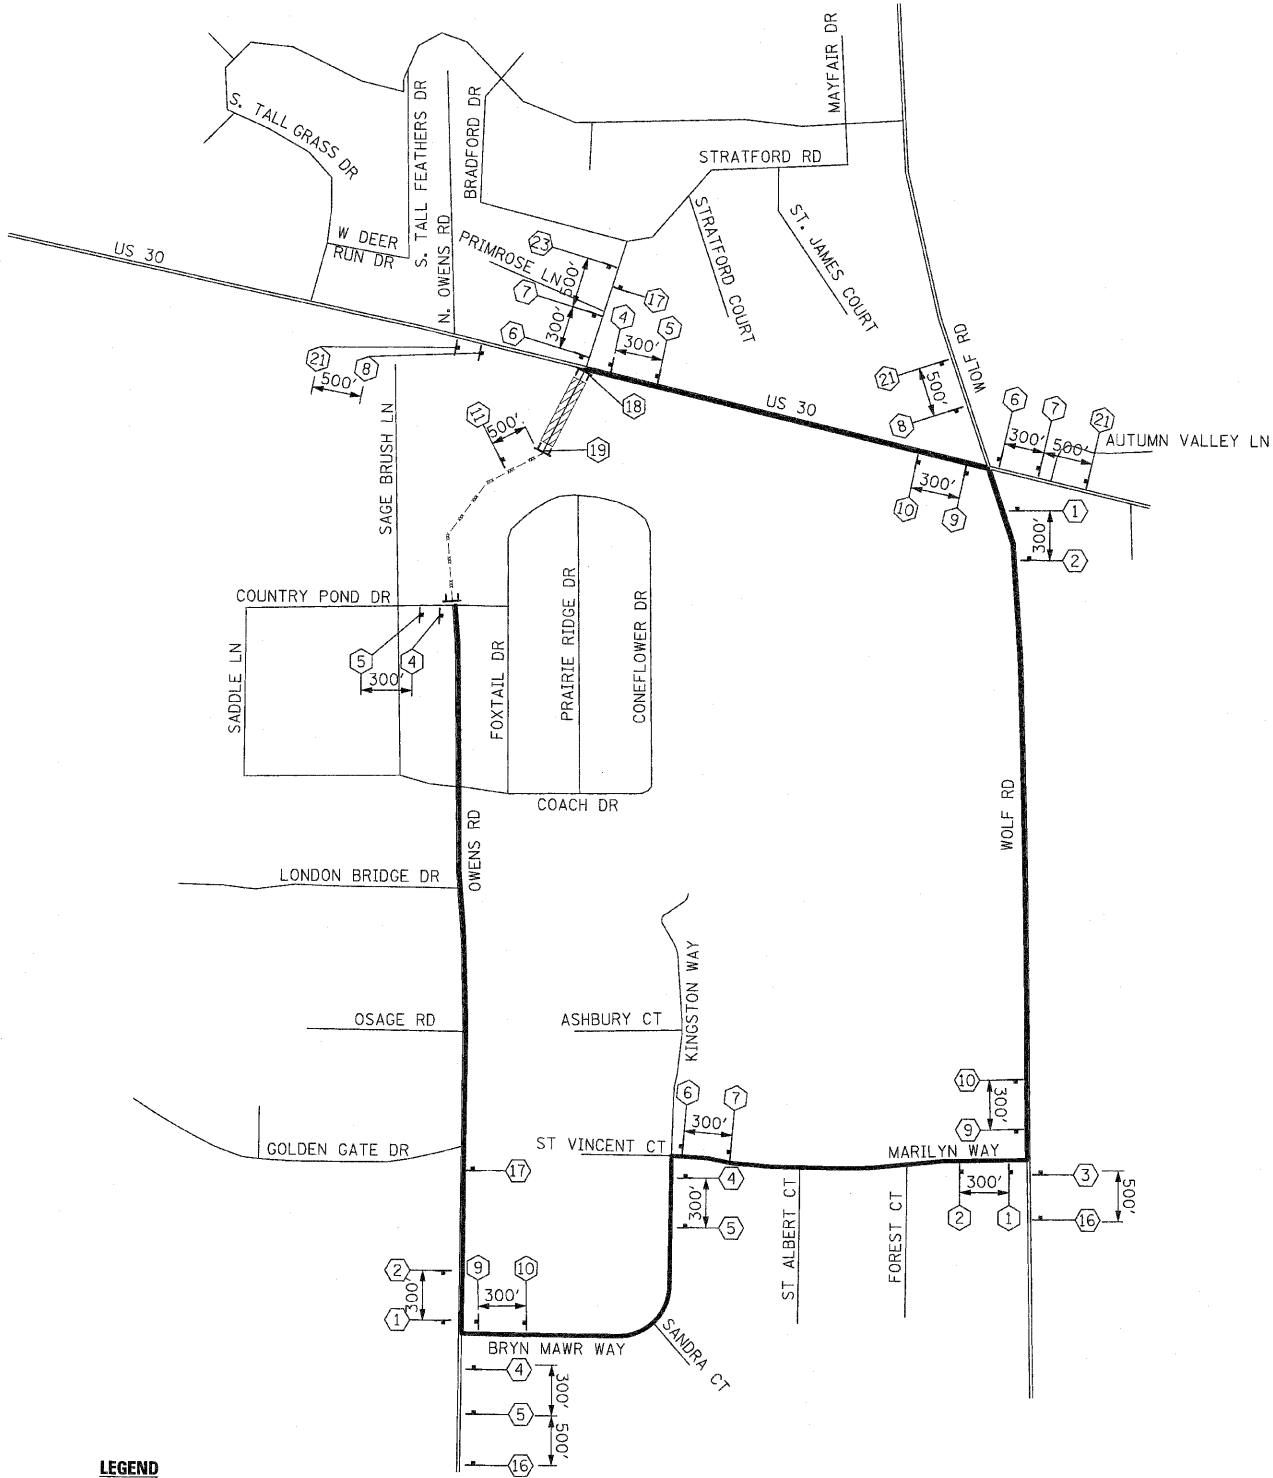 MAYFAIR DR
S. TALL GRASS DR
S. TALL FEATHERS DR
BRADFORD DR
STRATFORD RD
W DEER
RUN DR
N. OWENS RD
PRIMROSE LN
STRATFORD COURT
ST. JAMES COURT
US 30
23
500'
7
17
300'
4
5
6
300'
21
8
500'
WOLF RD
21
500'
8
18
US 30
6
7
21
300'
500'
AUTUMN VALLEY LN
11
500'
19
SAGE BRUSH LN
300'
10
9
1
300'
2
COUNTRY POND DR
SADDLE LN
5
4
300'
FOXTAIL DR
PRAIRIE RIDGE DR
CONEFLOWER DR
COACH DR
OWENS RD
WOLF RD
LONDON BRIDGE DR
KINGSTON WAY
OSAGE RD
ASHBURY CT
10
300'
9
6
7
300'
GOLDEN GATE DR
ST VINCENT CT
MARILYN WAY
17
4
300'
5
ST ALBERT CT
FOREST CT
300'
2
1
3
500'
16
2
300'
1
9
10
300'
BRYN MAWR WAY
SANDRA CT
4
300'
5
500'
16
LEGEND